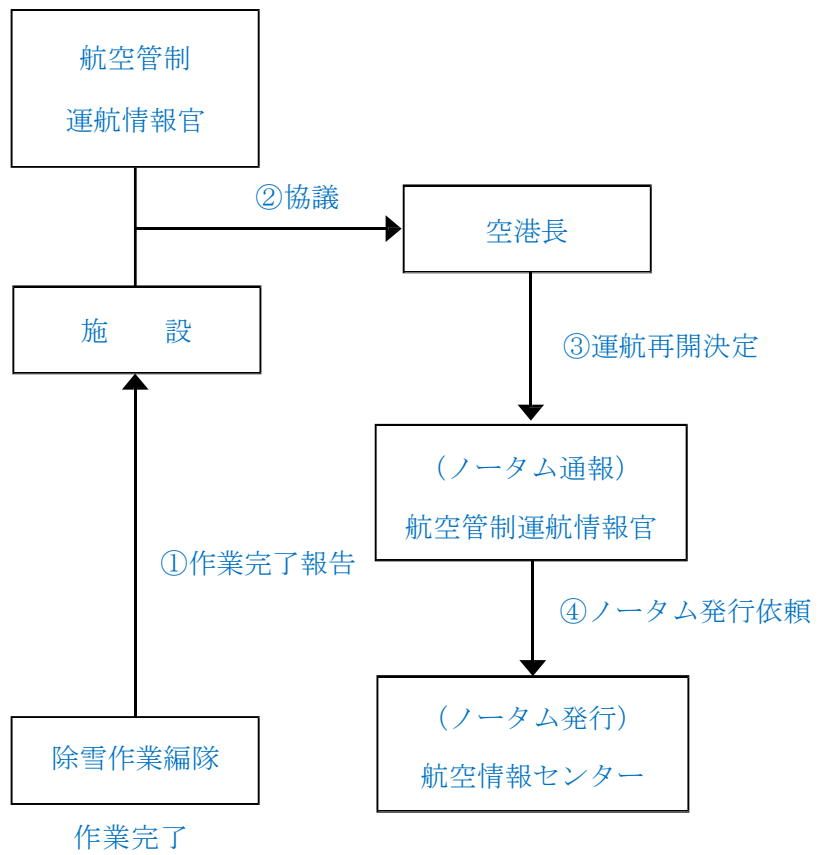 航空管制
運航情報官
②協議
空港長
施　　設
③運航再開決定
（ノータム通報）
航空管制運航情報官
①作業完了報告
④ノータム発行依頼
（ノータム発行）
航空情報センター
除雪作業編隊
作業完了